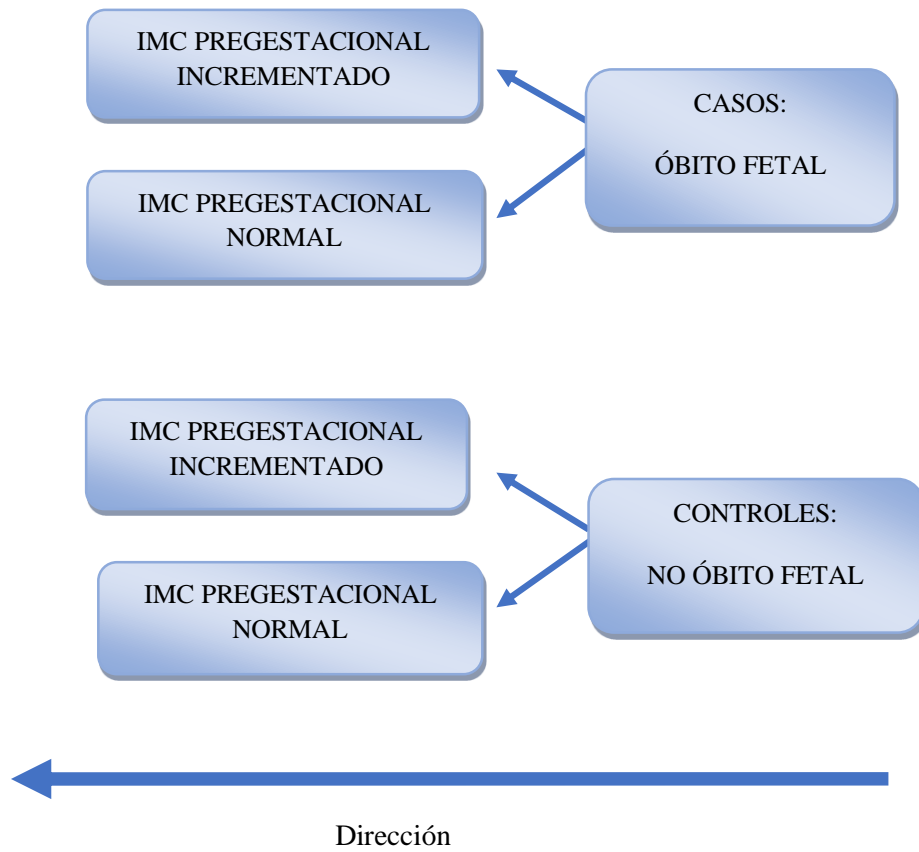 IMC PREGESTACIONAL
INCREMENTADO
CASOS:
ÓBITO FETAL
IMC PREGESTACIONAL
NORMAL
IMC PREGESTACIONAL
INCREMENTADO
CONTROLES:
NO ÓBITO FETAL
IMC PREGESTACIONAL
NORMAL
Dirección